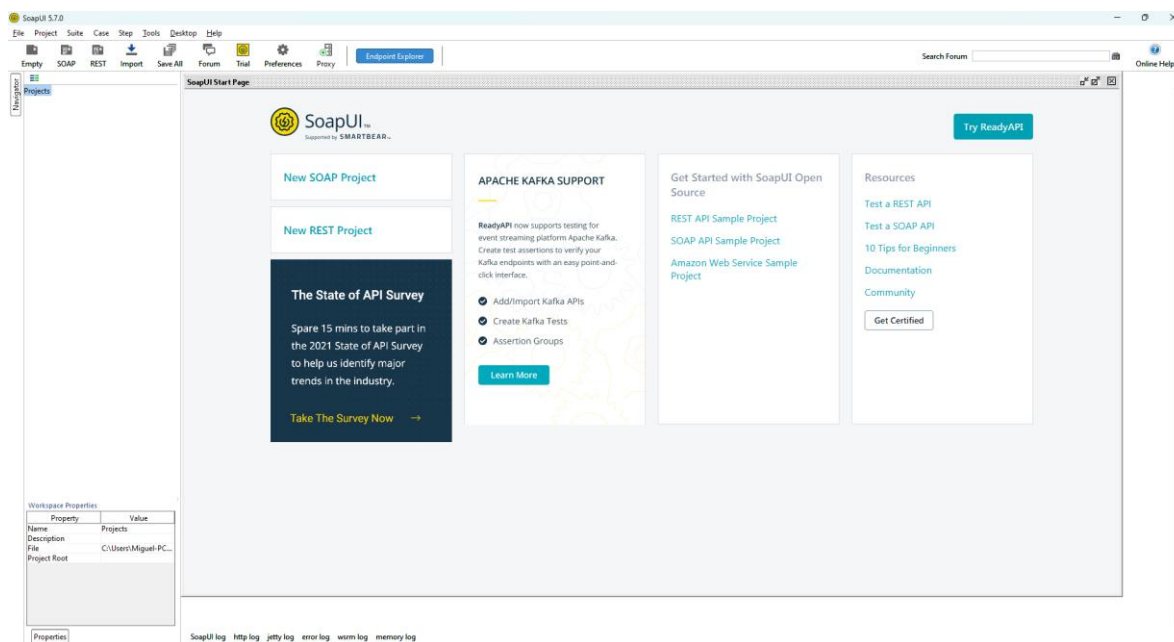 SoapUI 5.7.0
File Project Suite Case Step Tools Desktop Help
Empty SOAP REST Import Save All Forum Trial Preferences Proxy Endpoint Explorer Search Forum Online Help
Navigator
Projects
SoapUI Start Page
SoapUI™
Supported by SMARTBEAR™
Try ReadyAPI
New SOAP Project
New REST Project
The State of API Survey
Spare 15 mins to take part in
the 2021 State of API Survey
to help us identify major
trends in the industry.
Take The Survey Now →
APACHE KAFKA SUPPORT
ReadyAPI now supports testing for
event streaming platform Apache Kafka.
Create test assertions to verify your
Kafka endpoints with an easy point-and-
click interface.
Add/Import Kafka APIs
Create Kafka Tests
Assertion Groups
Learn More
Get Started with SoapUI Open
Source
REST API Sample Project
SOAP API Sample Project
Amazon Web Service Sample
Project
Resources
Test a REST API
Test a SOAP API
10 Tips for Beginners
Documentation
Community
Get Certified
Workspace Properties
Property Value
Name Projects
Description
File C:\Users\Miguel-PC...
Project Root
Properties
SoapUI log http log jetty log error log wsrm log memory log